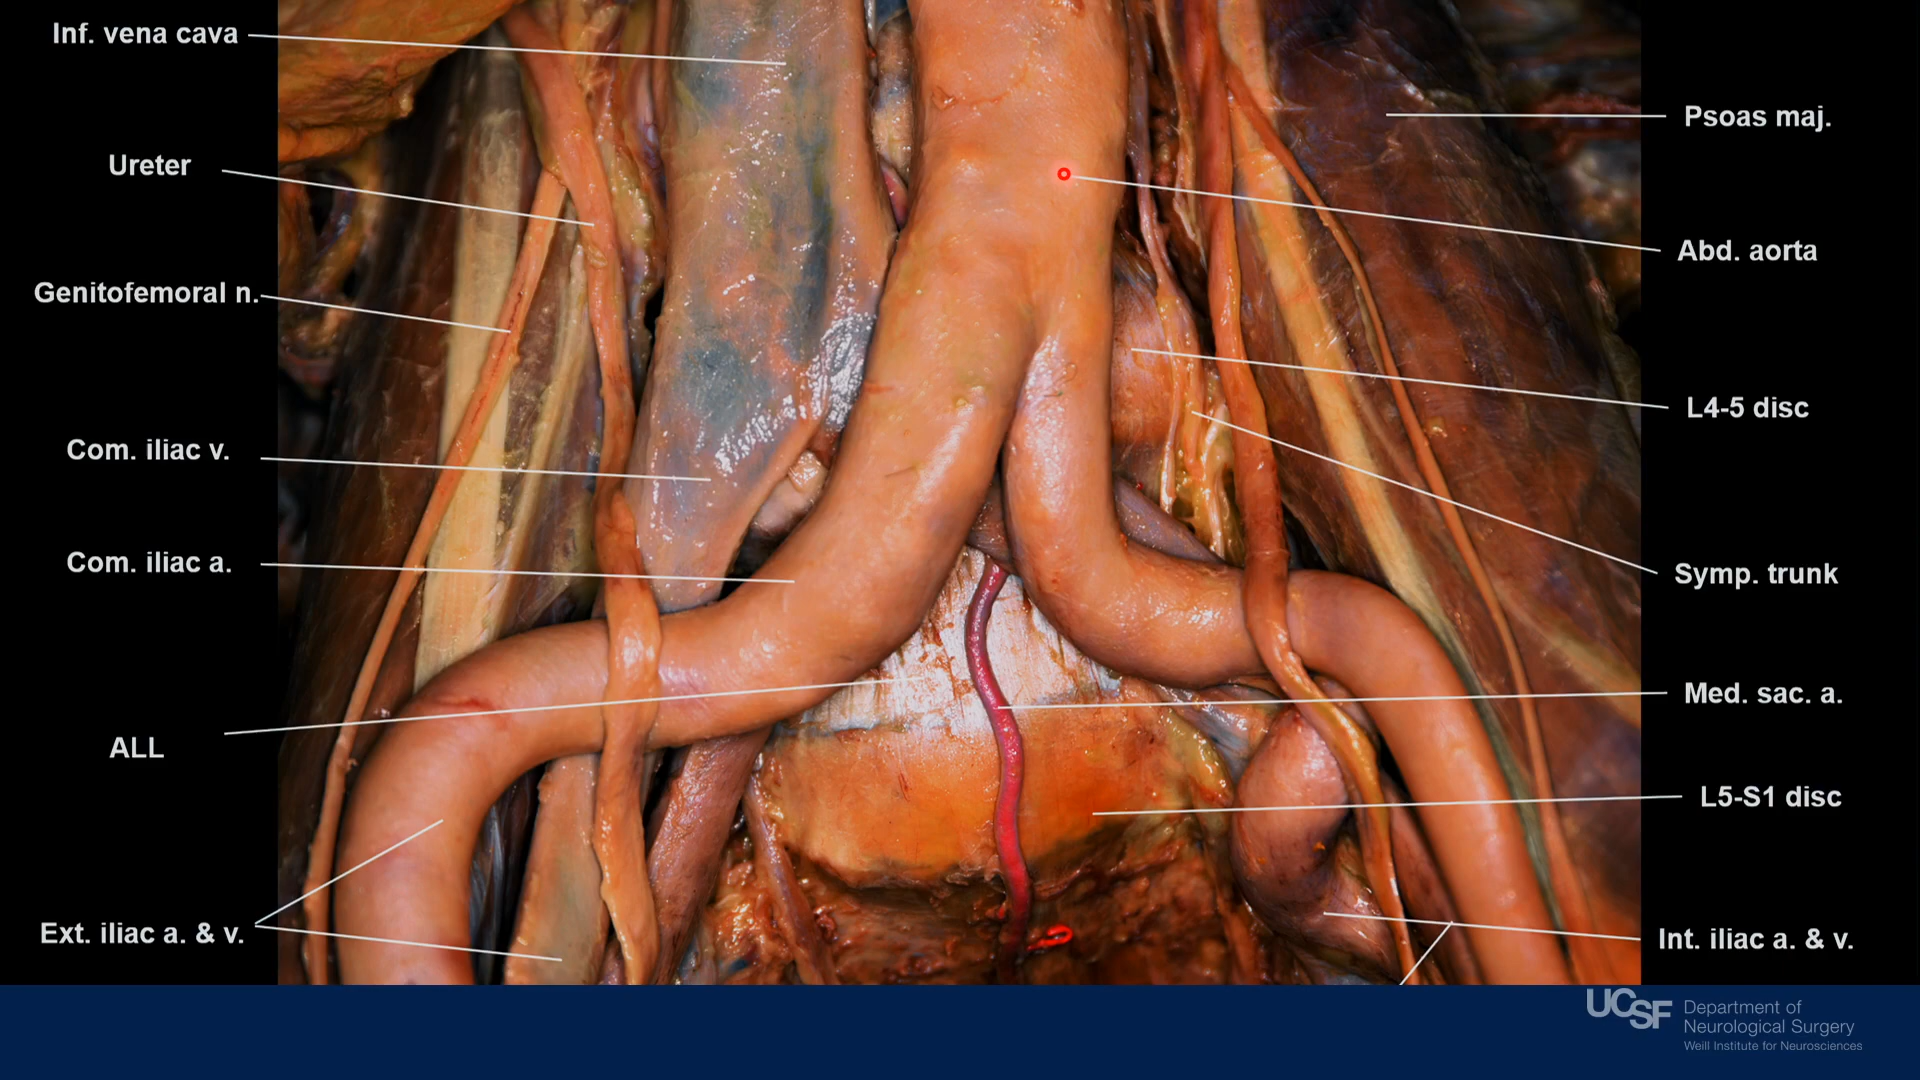 Inf. vena cava
Ureter
Genitofemoral n.
Com. iliac v.
Com. iliac a.
ALL
Ext. iliac a. & v.
Psoas maj.
Abd. aorta
L4-5 disc
Symp. trunk
Med. sac. a.
L5-S1 disc
Int. iliac a. & v.
UCSF
Department of
Neurological Surgery
Weill Institute for Neurosciences